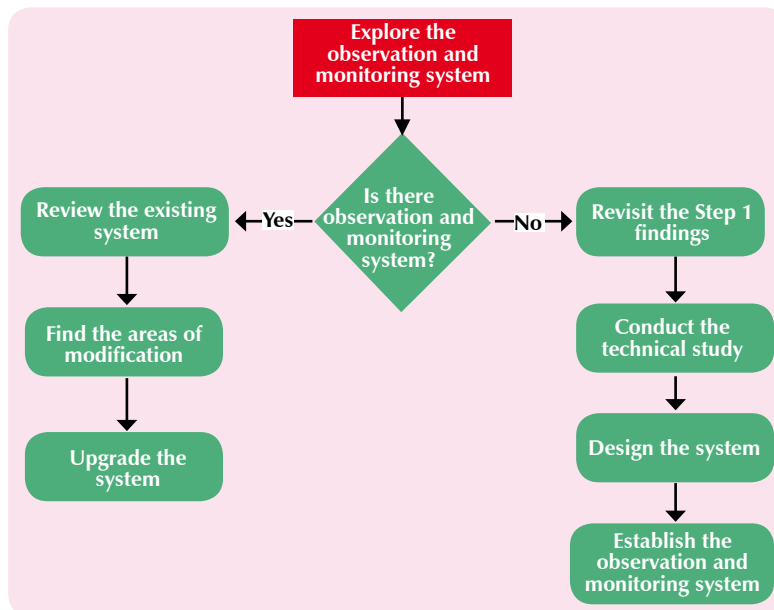 Explore the
observation and
monitoring system
Is there
observation and
monitoring
system?
Yes
No
Review the existing
system
Find the areas of
modification
Upgrade the
system
Revisit the Step 1
findings
Conduct the
technical study
Design the system
Establish the
observation and
monitoring system